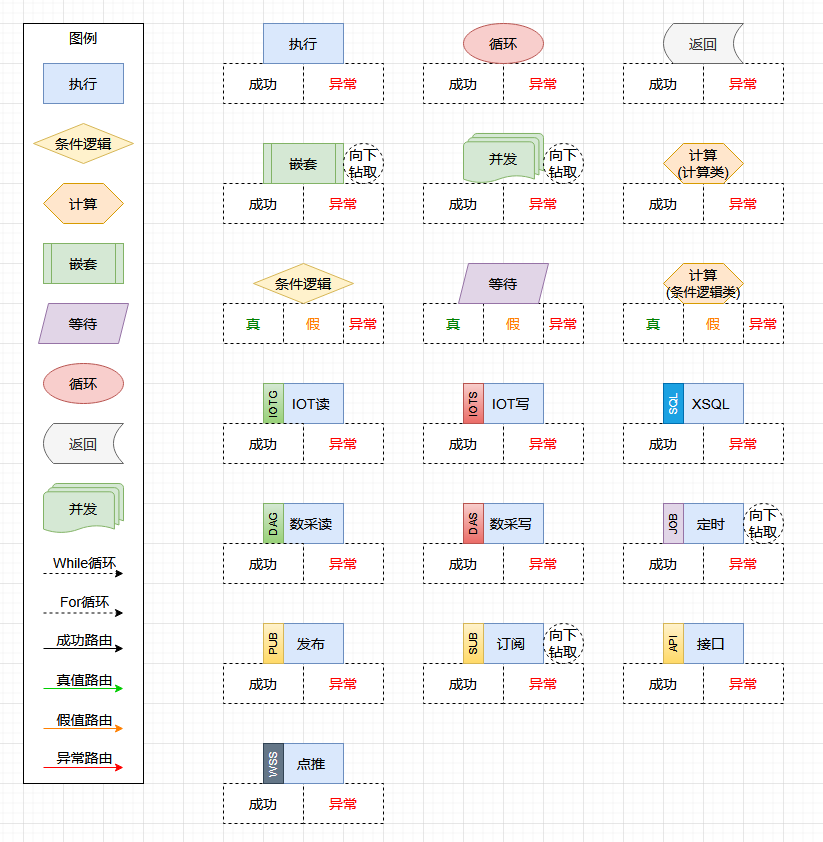 图例
执行
条件逻辑
计算
嵌套
等待
循环
返回
并发
While循环
For循环
成功路由
真值路由
假值路由
异常路由
执行
成功 异常
循环
成功 异常
返回
成功 异常
嵌套
向下
钻取
成功 异常
并发
向下
钻取
成功 异常
计算
(计算类)
成功 异常
条件逻辑
真 假 异常
等待
真 假 异常
计算
(条件逻辑类)
真 假 异常
IOTG IOT读
成功 异常
IOTS IOT写
成功 异常
SQL XSQL
成功 异常
DAG 数采读
成功 异常
DAS 数采写
成功 异常
JOB 定时
向下
钻取
成功 异常
PUB 发布
成功 异常
SUB 订阅
向下
钻取
成功 异常
API 接口
成功 异常
WSS 点推
成功 异常